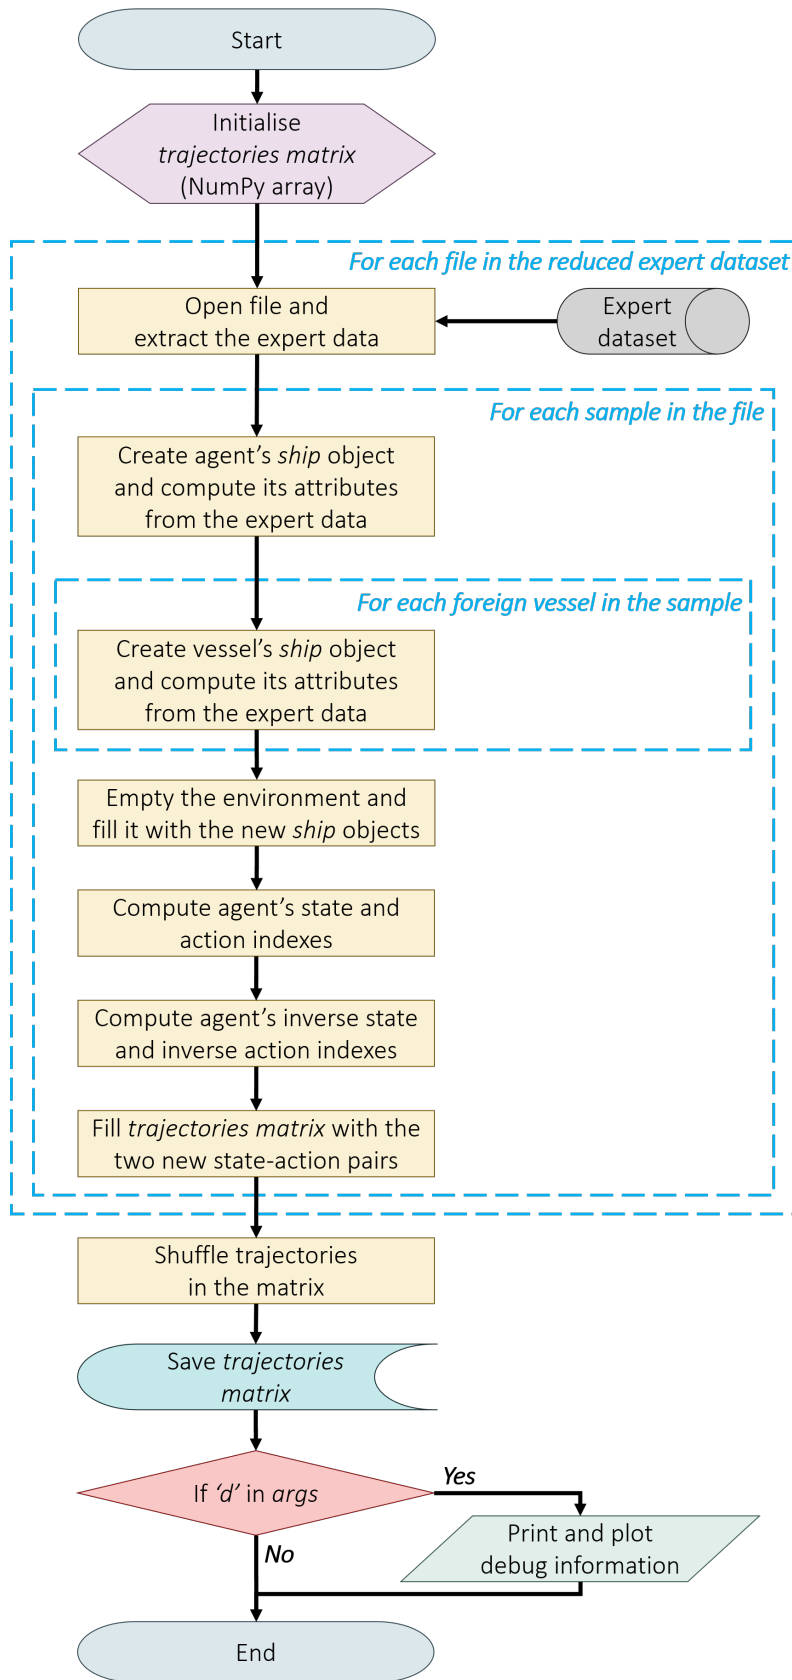 Start
Initialise
trajectories matrix
(NumPy array)
For each file in the reduced expert dataset
Open file and
extract the expert data
Expert
dataset
For each sample in the file
Create agent’s ship object
and compute its attributes
from the expert data
For each foreign vessel in the sample
Create vessel’s ship object
and compute its attributes
from the expert data
Empty the environment and
fill it with the new ship objects
Compute agent’s state and
action indexes
Compute agent’s inverse state
and inverse action indexes
Fill trajectories matrix with the
two new state-action pairs
Shuffle trajectories
in the matrix
Save trajectories
matrix
If ‘d’ in args
Yes
Print and plot
debug information
No
End